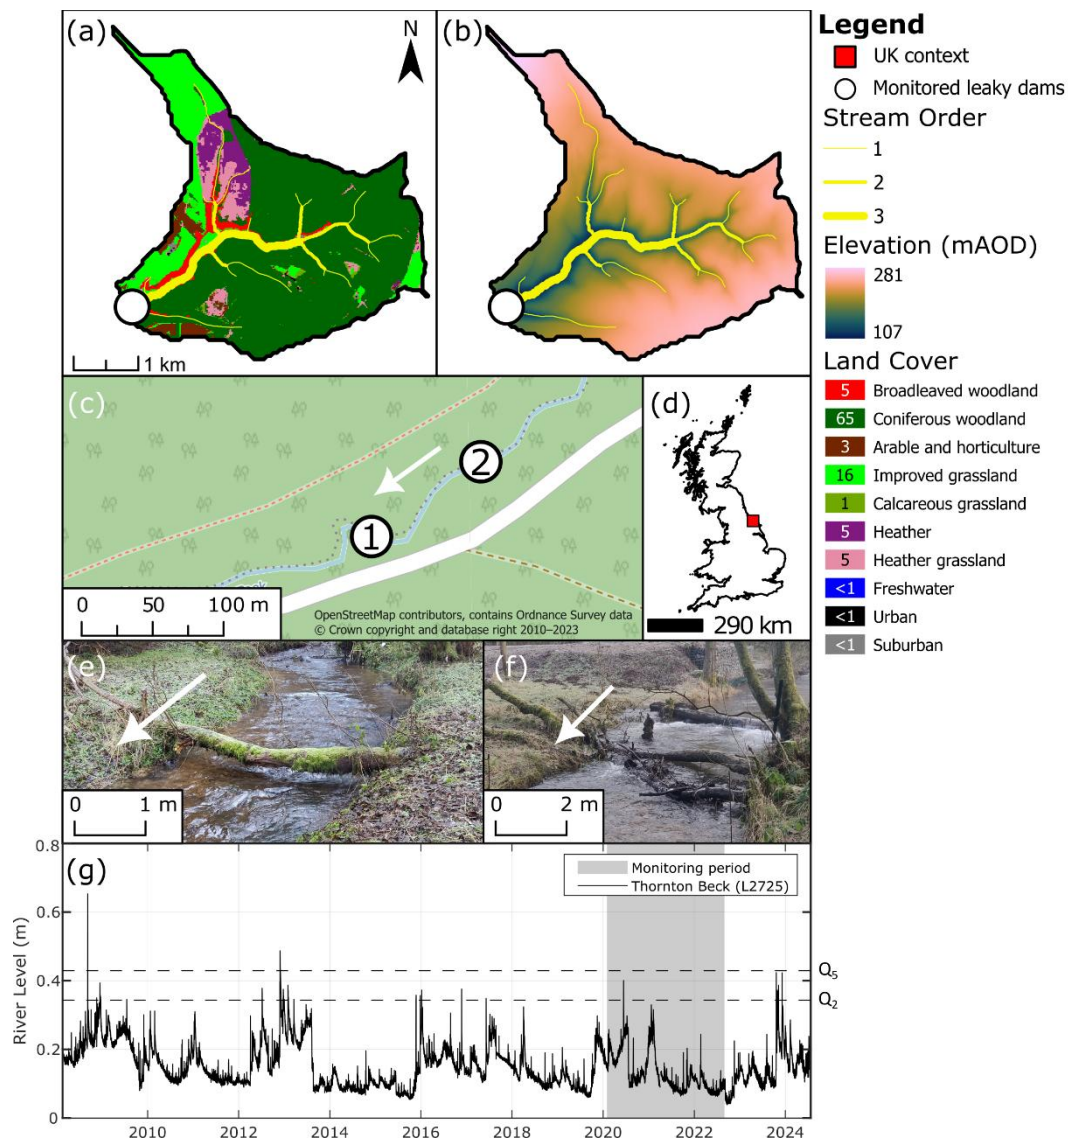 (a)
N
1 km
(b)
Legend
UK context
Monitored leaky dams
Stream Order
1
2
3
Elevation (mAOD)
281
107
Land Cover
5 Broadleaved woodland
65 Coniferous woodland
3 Arable and horticulture
16 Improved grassland
1 Calcareous grassland
5 Heather
5 Heather grassland
<1 Freshwater
<1 Urban
<1 Suburban
(c)
2
1
0 50 100 m
OpenStreetMap contributors, contains Ordnance Survey data
© Crown copyright and database right 2010–2023
(d)
290 km
(e)
0 1 m
(f)
0 2 m
(g)
Monitoring period
Thornton Beck (L2725)
River Level (m)
0.8
0.6
0.4
0.2
0
Q5
Q2
2010 2012 2014 2016 2018 2020 2022 2024